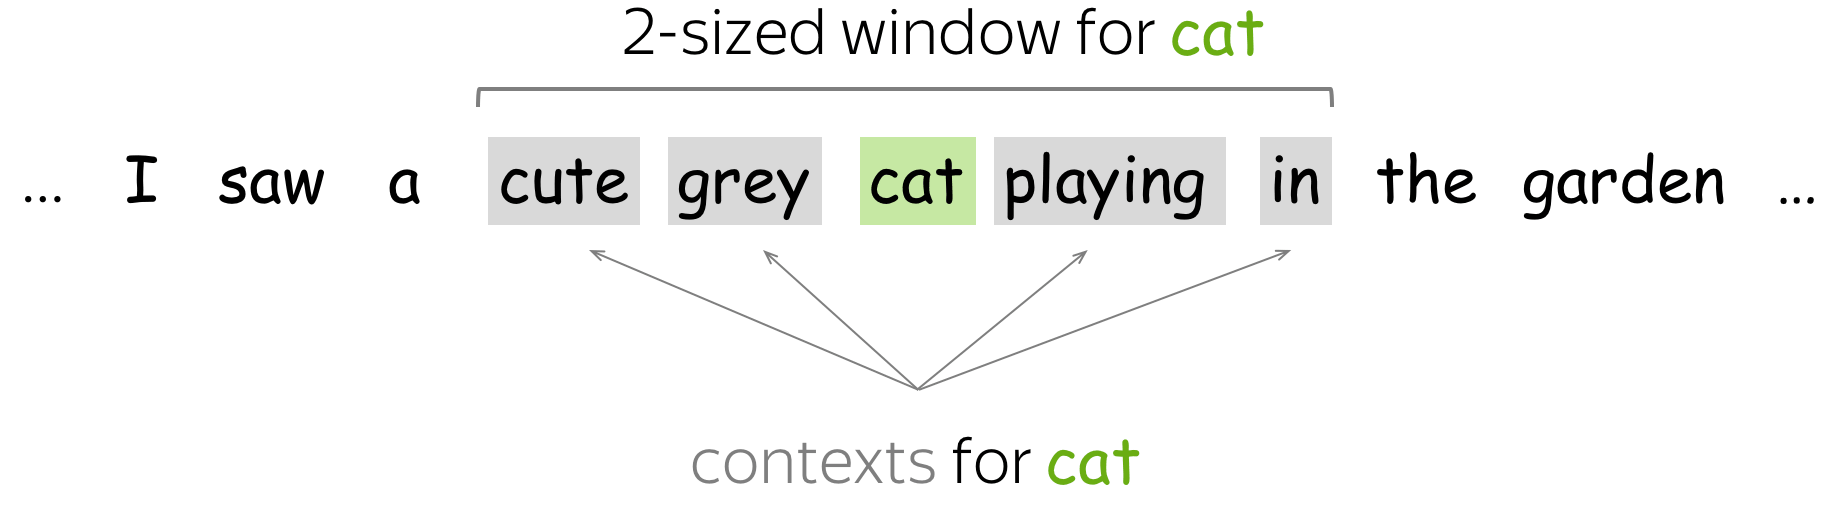 2-sized window for cat
... I saw a cute grey cat playing in the garden ...
contexts for cat